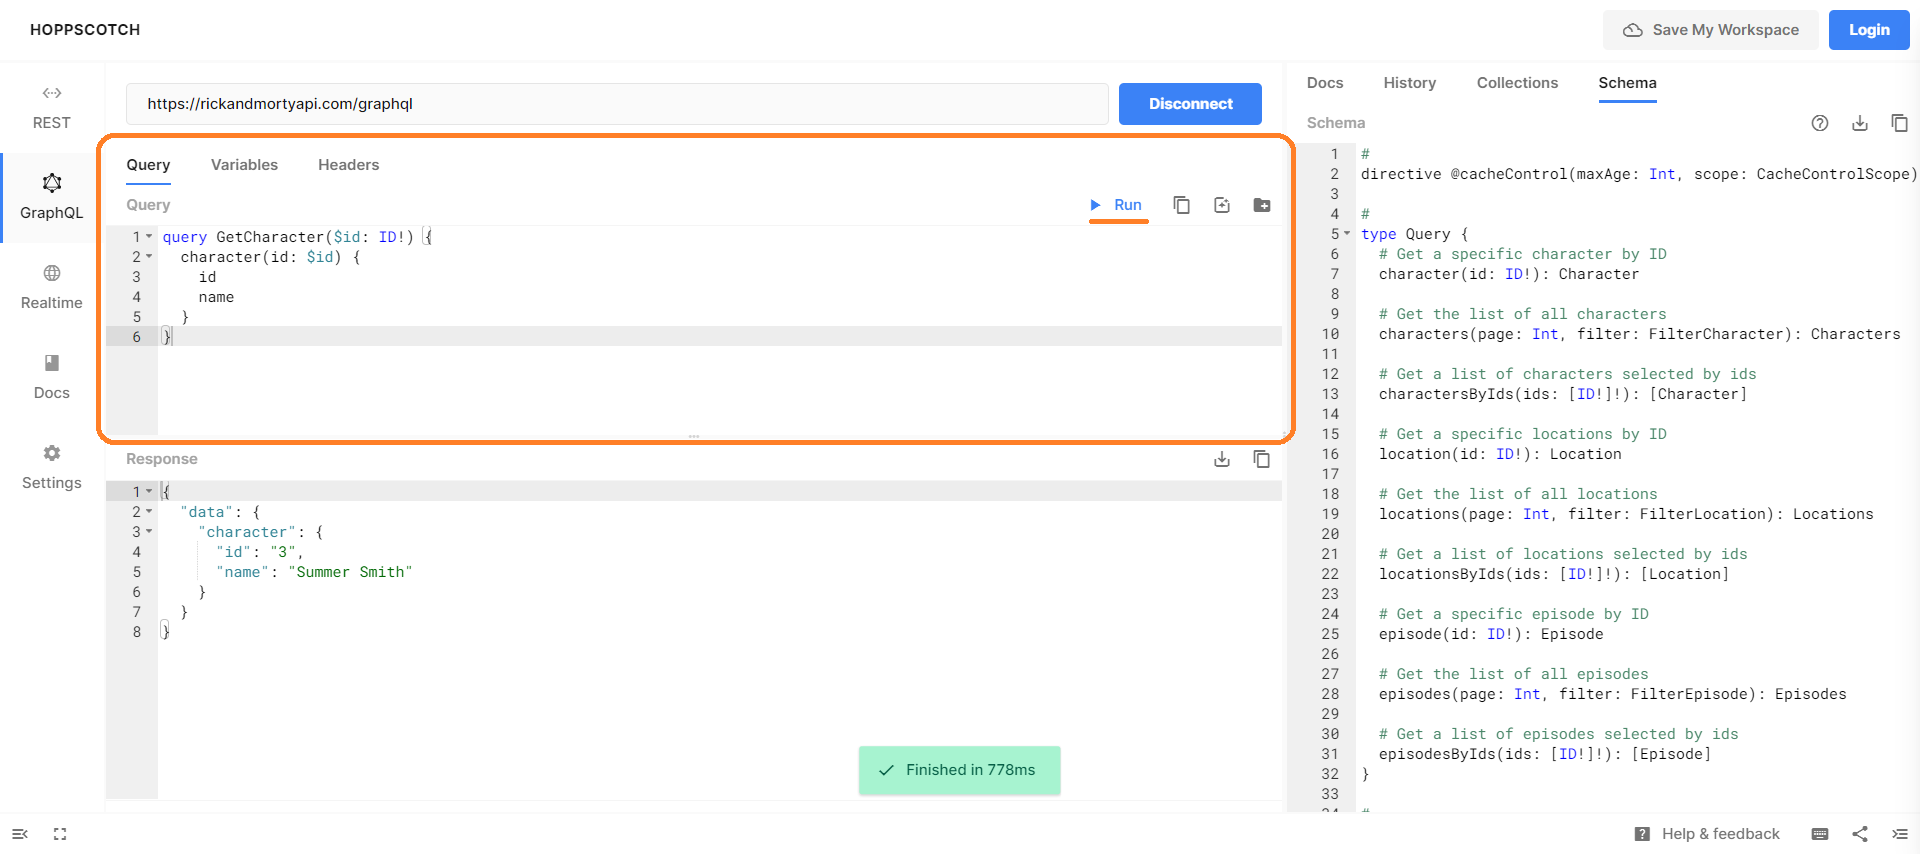 HOPPSCOTCH
Save My Workspace
Login
REST
GraphQL
Realtime
Docs
Settings
https://rickandmortyapi.com/graphql
Disconnect
Query Variables Headers
Query
Run
1 query GetCharacter($id: ID!) {
2 character(id: $id) {
3 id
4 name
5 }
6 }
Response
1 {
2 "data": {
3 "character": {
4 "id": "3",
5 "name": "Summer Smith"
6 }
7 }
8 }
Finished in 778ms
Docs History Collections Schema
Schema
1 #
2 directive @cacheControl(maxAge: Int, scope: CacheControlScope)
3
4 #
5 type Query {
6 # Get a specific character by ID
7 character(id: ID!): Character
8
9 # Get the list of all characters
10 characters(page: Int, filter: FilterCharacter): Characters
11
12 # Get a list of characters selected by ids
13 charactersByIds(ids: [ID!]!): [Character]
14
15 # Get a specific locations by ID
16 location(id: ID!): Location
17
18 # Get the list of all locations
19 locations(page: Int, filter: FilterLocation): Locations
20
21 # Get a list of locations selected by ids
22 locationsByIds(ids: [ID!]!): [Location]
23
24 # Get a specific episode by ID
25 episode(id: ID!): Episode
26
27 # Get the list of all episodes
28 episodes(page: Int, filter: FilterEpisode): Episodes
29
30 # Get a list of episodes selected by ids
31 episodesByIds(ids: [ID!]!): [Episode]
32 }
33
Help & feedback